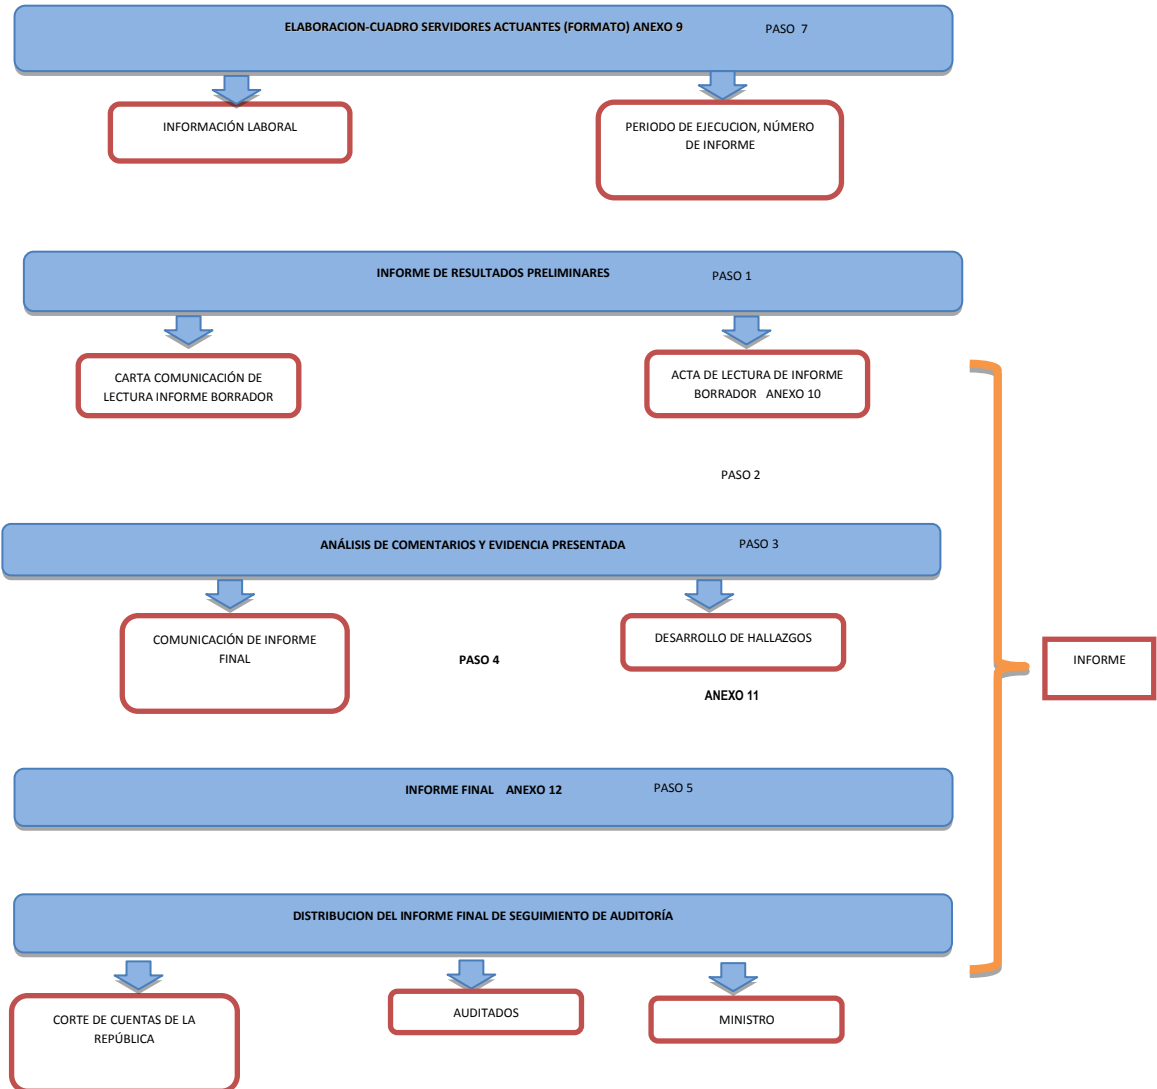 ELABORACION-CUADRO SERVIDORES ACTUANTES (FORMATO) ANEXO 9 PASO 7
INFORMACIÓN LABORAL
PERIODO DE EJECUCION, NÚMERO
DE INFORME
INFORME DE RESULTADOS PRELIMINARES PASO 1
CARTA COMUNICACIÓN DE
LECTURA INFORME BORRADOR
ACTA DE LECTURA DE INFORME
BORRADOR ANEXO 10
PASO 2
ANÁLISIS DE COMENTARIOS Y EVIDENCIA PRESENTADA PASO 3
COMUNICACIÓN DE INFORME
FINAL
PASO 4
DESARROLLO DE HALLAZGOS
ANEXO 11
INFORME
INFORME FINAL ANEXO 12 PASO 5
DISTRIBUCION DEL INFORME FINAL DE SEGUIMIENTO DE AUDITORÍA
CORTE DE CUENTAS DE LA
REPÚBLICA
AUDITADOS
MINISTRO